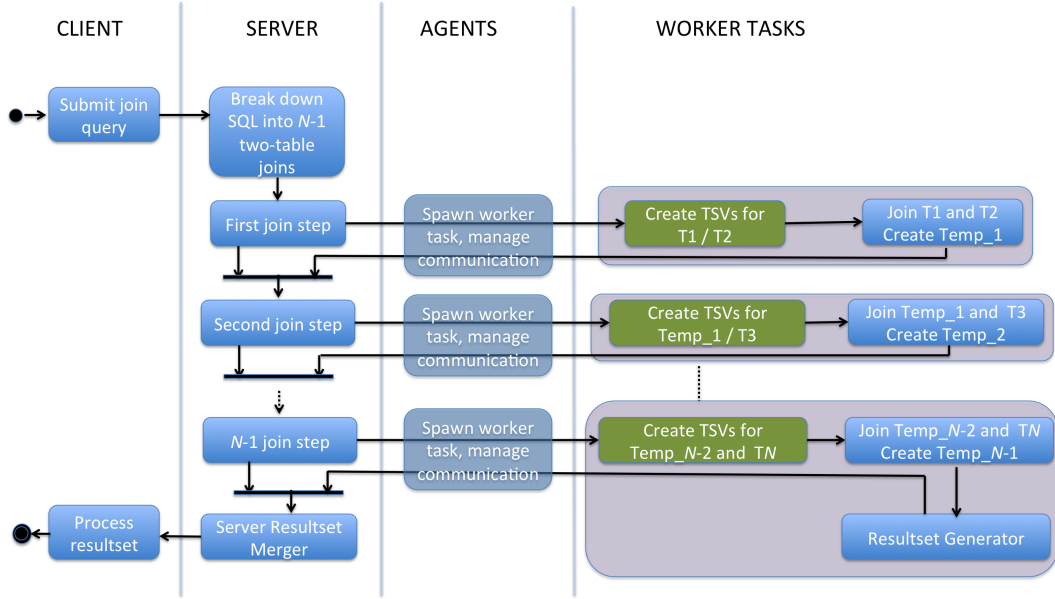 CLIENT
SERVER
AGENTS
WORKER TASKS
Submit join
query
Break down
SQL into N-1
two-table
joins
First join step
Spawn worker
task, manage
communication
Create TSVs for
T1 / T2
Join T1 and T2
Create Temp_1
Second join step
Spawn worker
task, manage
communication
Create TSVs for
Temp_1 / T3
Join Temp_1 and T3
Create Temp_2
N-1 join step
Spawn worker
task, manage
communication
Create TSVs for
Temp_N-2 and TN
Join Temp_N-2 and TN
Create Temp_N-1
Process
resultset
Server Resultset
Merger
Resultset Generator